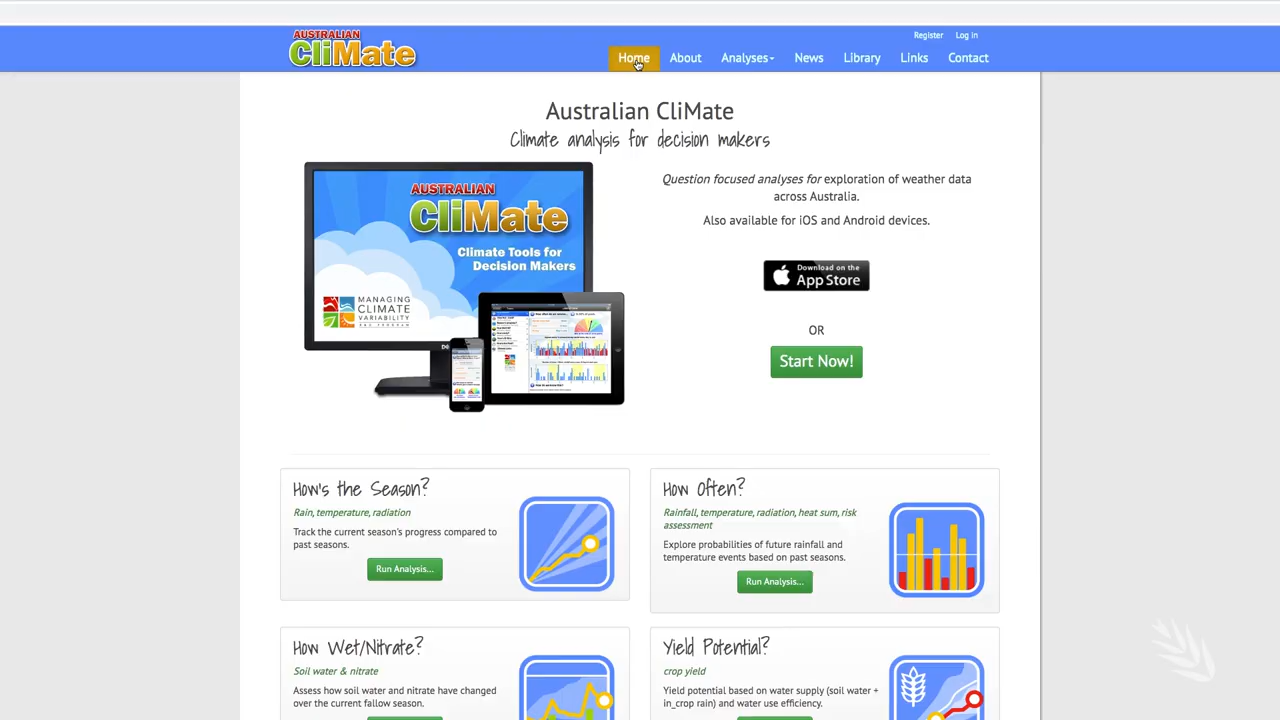 AUSTRALIAN
CliMate
Register
Log in
Home
About
Analyses
News
Library
Links
Contact
Australian CliMate
Climate analysis for decision makers
AUSTRALIAN
CliMate
Climate Tools for
Decision Makers
MANAGING
CLIMATE
VARIABILITY
Question focused analyses for exploration of weather data
across Australia.
Also available for iOS and Android devices.
Download on the
App Store
OR
Start Now!
How's the Season?
Rain, temperature, radiation
Track the current season's progress compared to
past seasons.
Run Analysis...
How Often?
Rainfall, temperature, radiation, heat sum, risk
assessment
Explore probabilities of future rainfall and
temperature events based on past seasons.
Run Analysis...
How Wet/Nitrate?
Soil water & nitrate
Assess how soil water and nitrate have changed
over the current fallow season.
Yield Potential?
crop yield
Yield potential based on water supply (soil water +
in_crop rain) and water use efficiency.